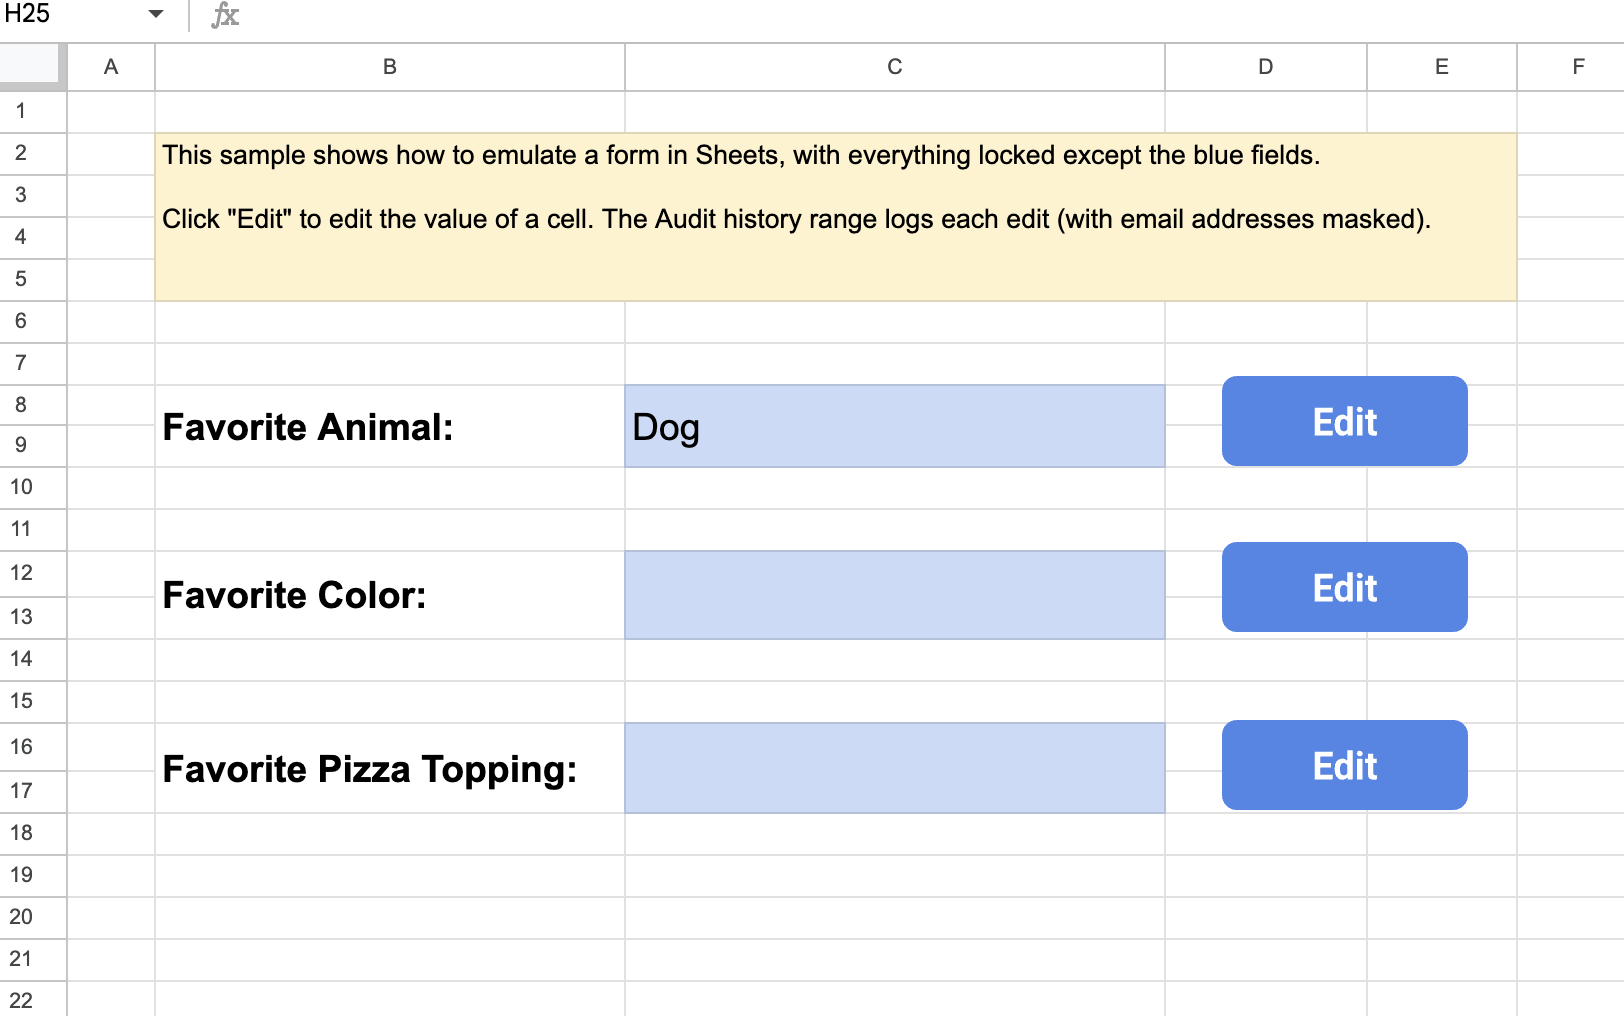 H25 fx
A B C D E F
1
2 This sample shows how to emulate a form in Sheets, with everything locked except the blue fields.
3
4 Click "Edit" to edit the value of a cell. The Audit history range logs each edit (with email addresses masked).
5
6
7
8
Favorite Animal: Dog Edit
9
10
11
12
Favorite Color: Edit
13
14
15
16
Favorite Pizza Topping: Edit
17
18
19
20
21
22